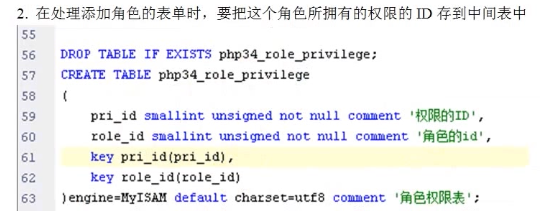 2. 在处理添加角色的表单时，要把这个角色所拥有的权限的 ID 存到中间表中
55
56 DROP TABLE IF EXISTS php34_role_privilege;
57 CREATE TABLE php34_role_privilege
58 (
59 pri_id smallint unsigned not null comment '权限的ID',
60 role_id smallint unsigned not null comment '角色的id',
61 key pri_id(pri_id),
62 key role_id(role_id)
63 )engine=MyISAM default charset=utf8 comment '角色权限表';